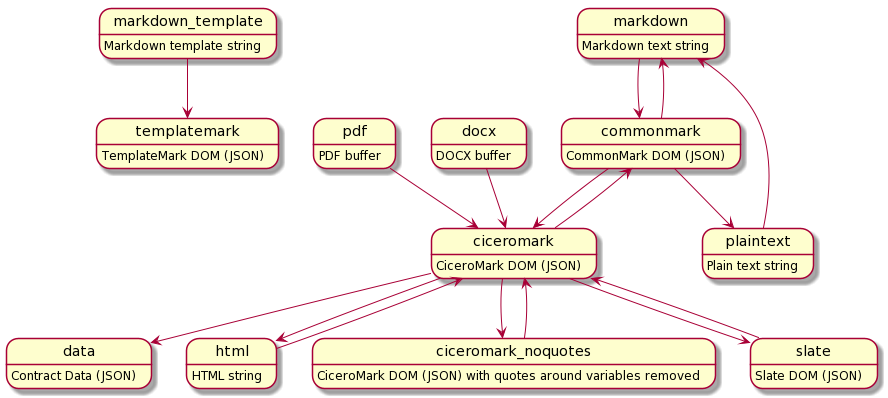 markdown_template
Markdown template string
markdown
Markdown text string
templatemark
TemplateMark DOM (JSON)
pdf
PDF buffer
docx
DOCX buffer
commonmark
CommonMark DOM (JSON)
ciceromark
CiceroMark DOM (JSON)
plaintext
Plain text string
data
Contract Data (JSON)
html
HTML string
ciceromark_noquotes
CiceroMark DOM (JSON) with quotes around variables removed
slate
Slate DOM (JSON)